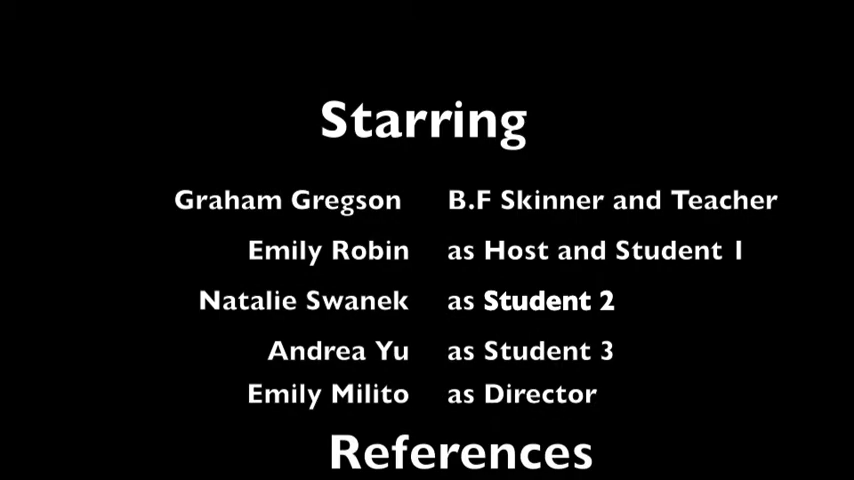 Starring
Graham Gregson B.F Skinner and Teacher
Emily Robin as Host and Student 1
Natalie Swanek as Student 2
Andrea Yu as Student 3
Emily Milito as Director
References